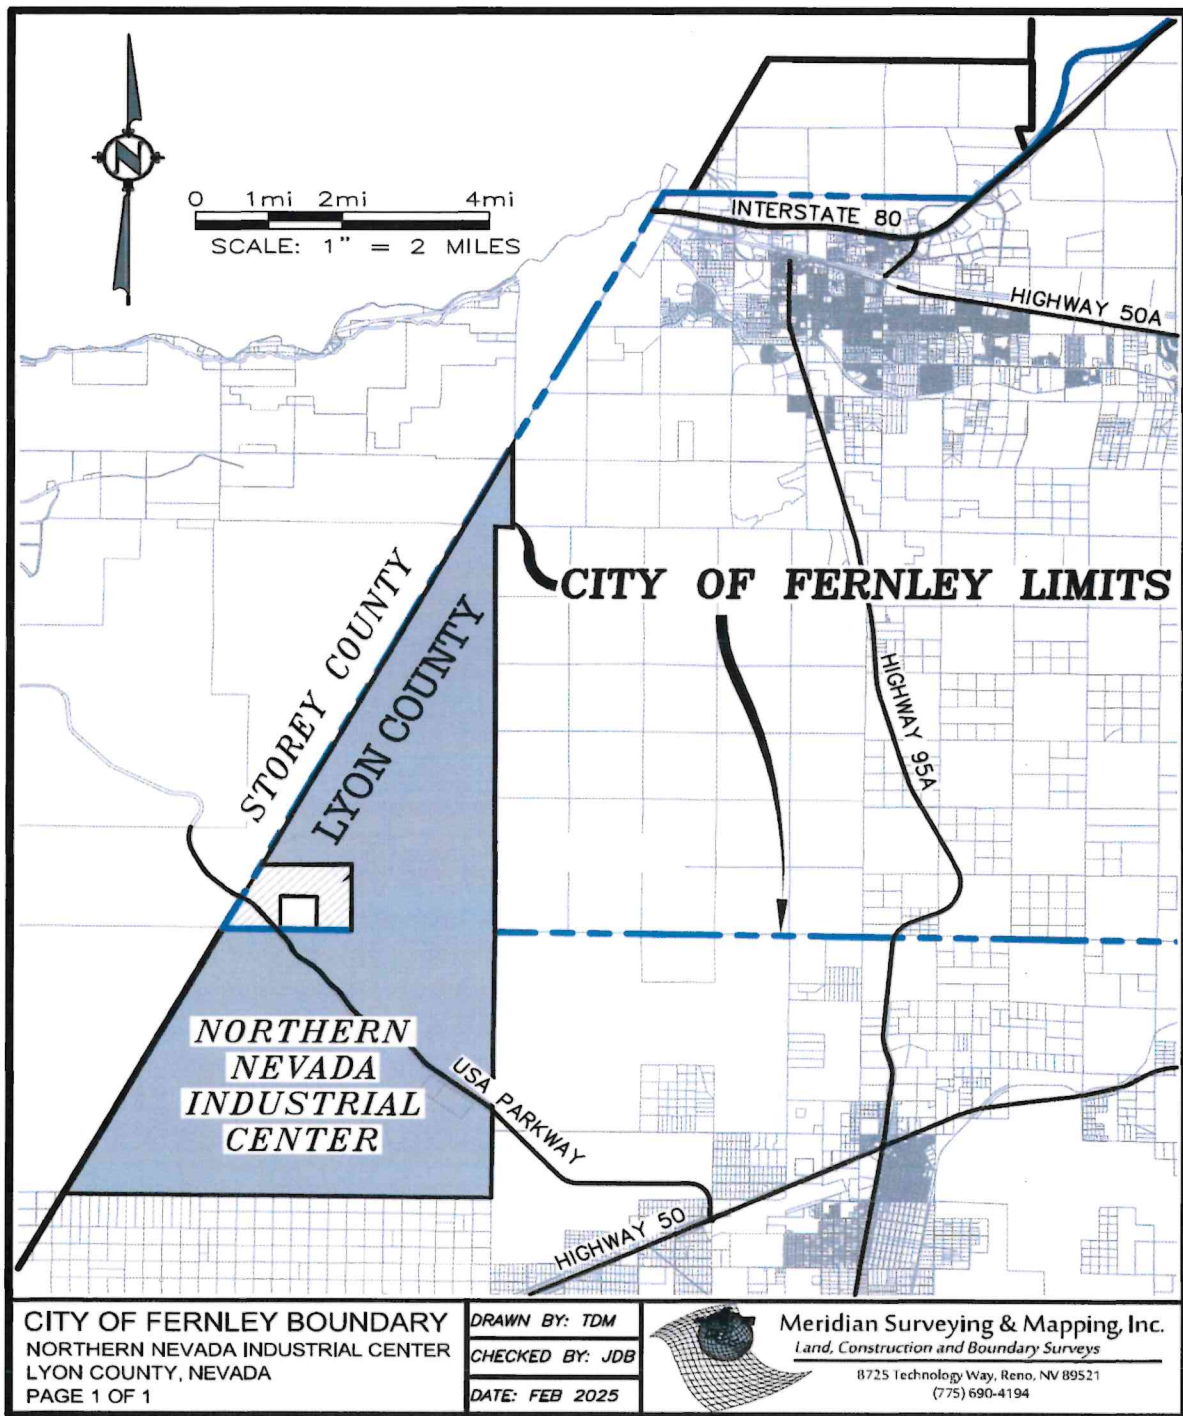 N
0 1mi 2mi 4mi
SCALE: 1" = 2 MILES
INTERSTATE 80
HIGHWAY 50A
CITY OF FERNLEY LIMITS
STOREY COUNTY
LYON COUNTY
HIGHWAY 95A
NORTHERN
NEVADA
INDUSTRIAL
CENTER
USA PARKWAY
HIGHWAY 50
CITY OF FERNLEY BOUNDARY
NORTHERN NEVADA INDUSTRIAL CENTER
LYON COUNTY, NEVADA
PAGE 1 OF 1
DRAWN BY: TDM
CHECKED BY: JDB
DATE: FEB 2025
Meridian Surveying & Mapping, Inc.
Land, Construction and Boundary Surveys
8725 Technology Way, Reno, NV 89521
(775) 690-4194